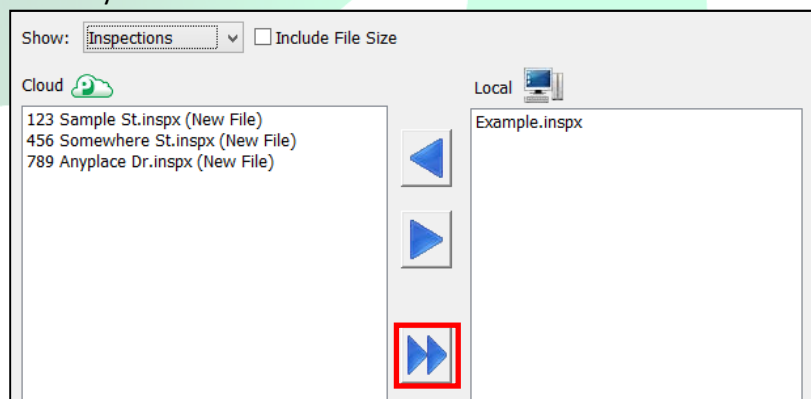 Show: Inspections Include File Size
Cloud
Local
123 Sample St.inspx (New File)
456 Somewhere St.inspx (New File)
789 Anyplace Dr.inspx (New File)
Example.inspx